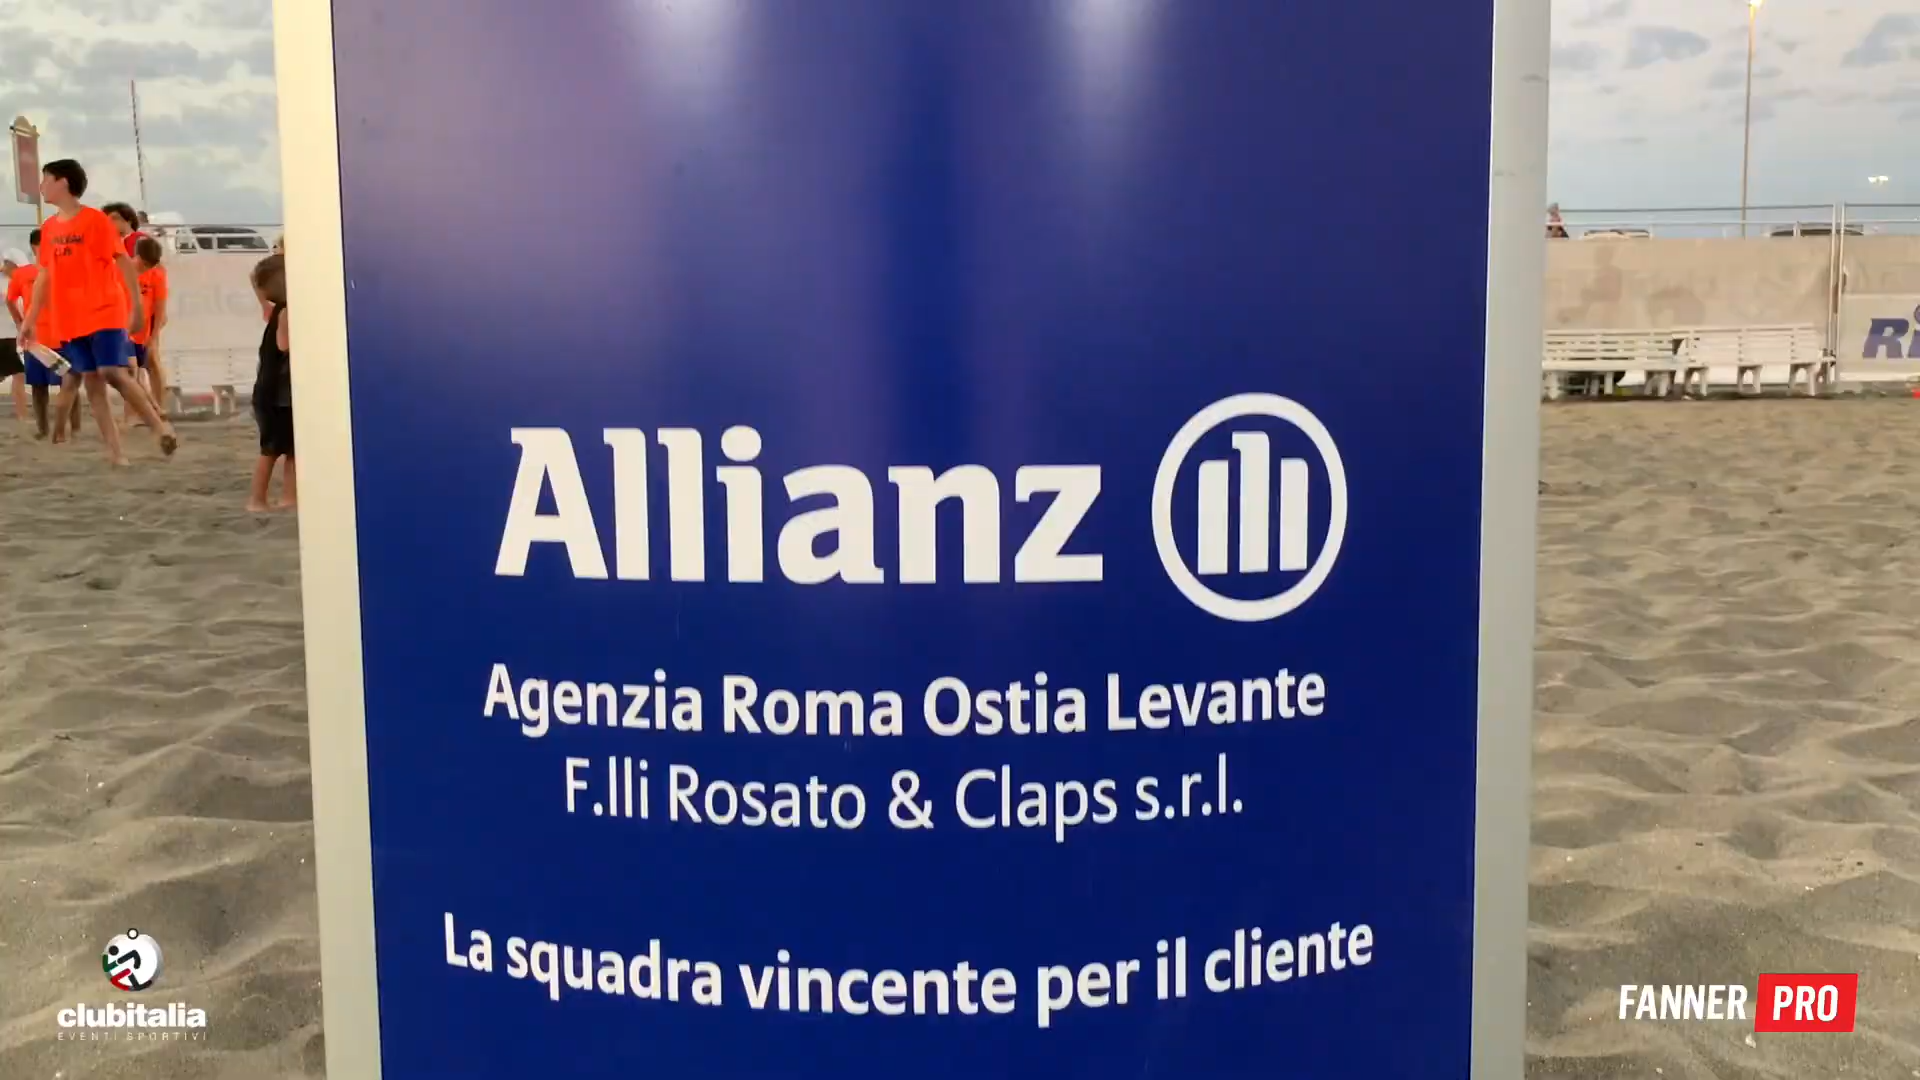 Allianz
Agenzia Roma Ostia Levante
F.lli Rosato & Claps s.r.l.
La squadra vincente per il cliente
clubitalia
EVENTI SPORTIVI
FANNER PRO